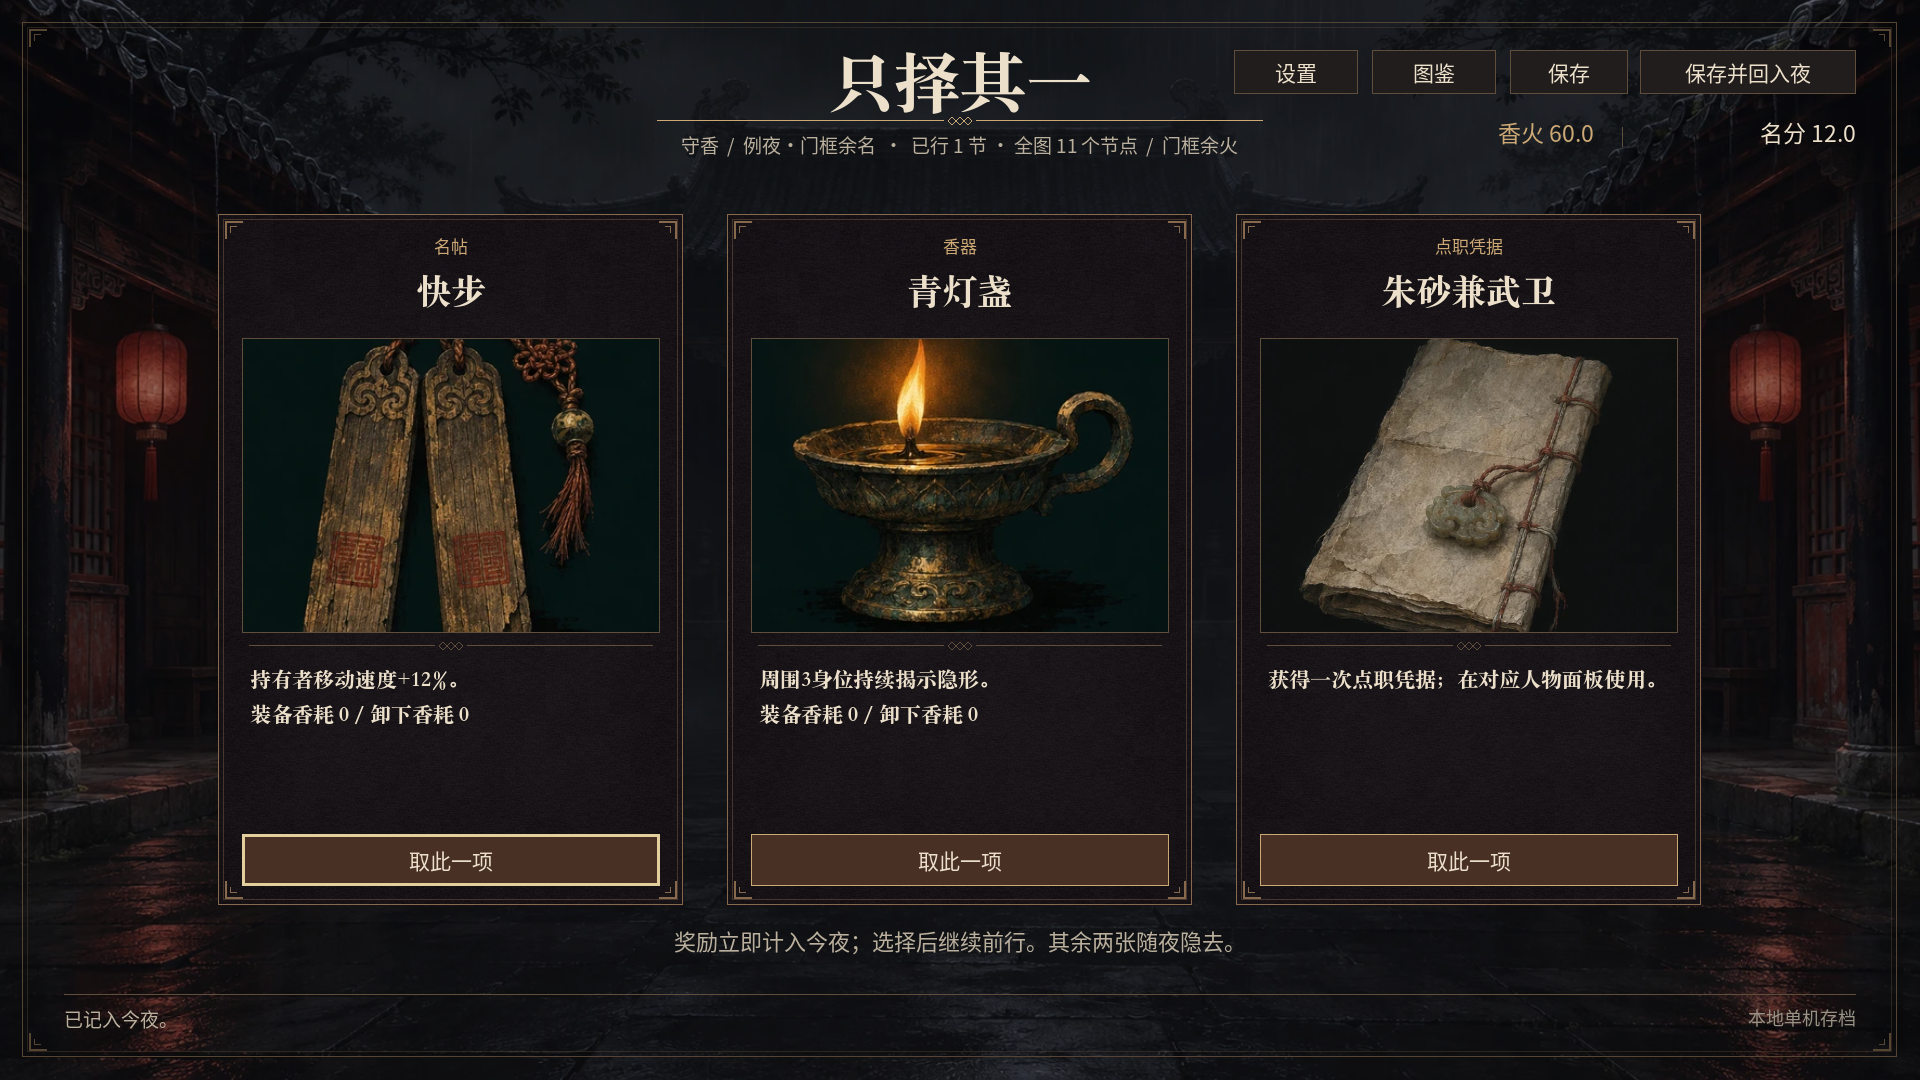 只择其一
设置
图鉴
保存
保存并回入夜
守香 / 例夜·门框余名 · 已行 1 节 · 全图 11 个节点 / 门框余火
香火 60.0
名分 12.0
名帖
快步
持有者移动速度+12%。
装备香耗 0 / 卸下香耗 0
取此一项
香器
青灯盏
周围3身位持续揭示隐形。
装备香耗 0 / 卸下香耗 0
取此一项
点职凭据
朱砂兼武卫
获得一次点职凭据；在对应人物面板使用。
取此一项
奖励立即计入今夜；选择后继续前行。其余两张随夜隐去。
已记入今夜。
本地单机存档